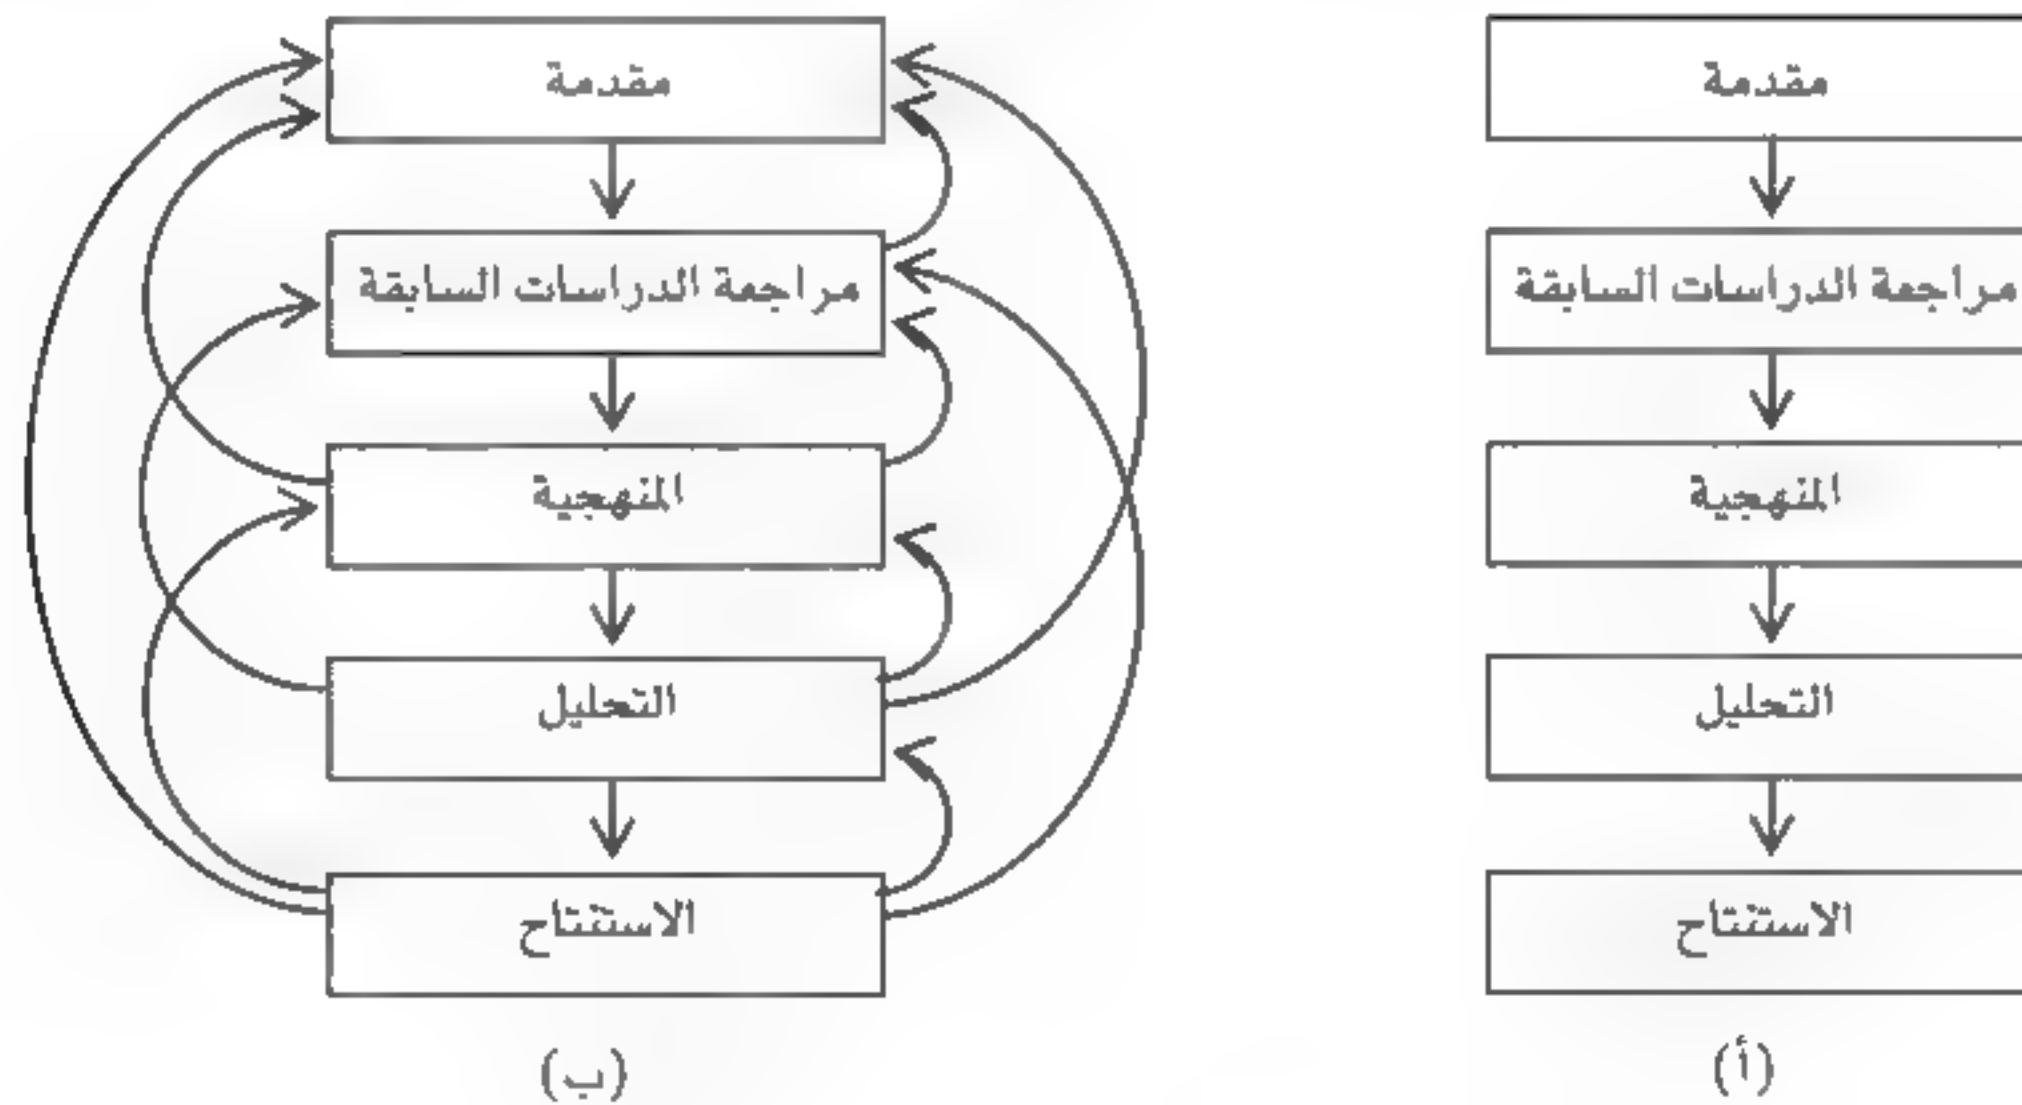 مقدمة
مراجعة الدراسات السابقة
المنهجية
التحليل
الاستنتاج
(أ)
مقدمة
مراجعة الدراسات السابقة
المنهجية
التحليل
الاستنتاج
(ب)